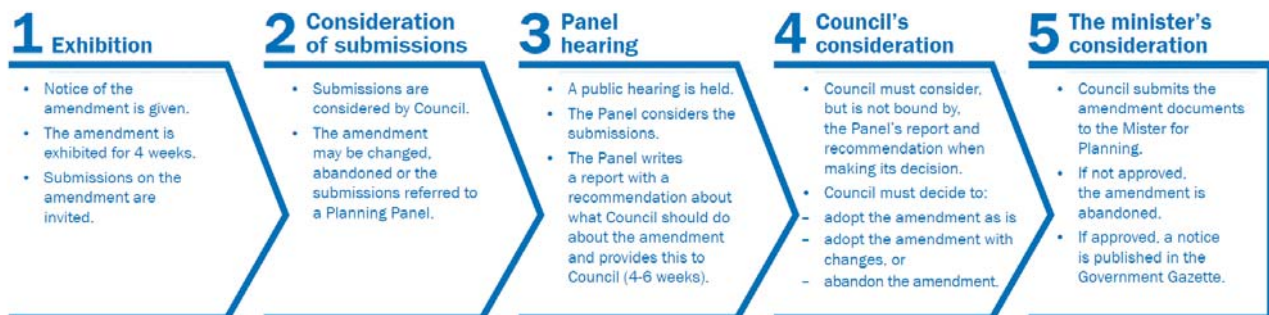 1 Exhibition
• Notice of the
amendment is given.
• The amendment is
exhibited for 4 weeks.
• Submissions on the
amendment are
invited.
2 Consideration
of submissions
• Submissions are
considered by Council.
• The amendment
may be changed,
abandoned or the
submissions referred to
a Planning Panel.
3 Panel
hearing
• A public hearing is held.
• The Panel considers the
submissions.
• The Panel writes
a report with a
recommendation about
what Council should do
about the amendment
and provides this to
Council (4-6 weeks).
4 Council's
consideration
• Council must consider,
but is not bound by,
the Panel's report and
recommendation when
making its decision.
• Council must decide to:
– adopt the amendment as is
– adopt the amendment with
changes, or
– abandon the amendment.
5 The minister's
consideration
• Council submits the
amendment documents
to the Mister for
Planning.
• If not approved,
the amendment is
abandoned.
• If approved, a notice
is published in the
Government Gazette.